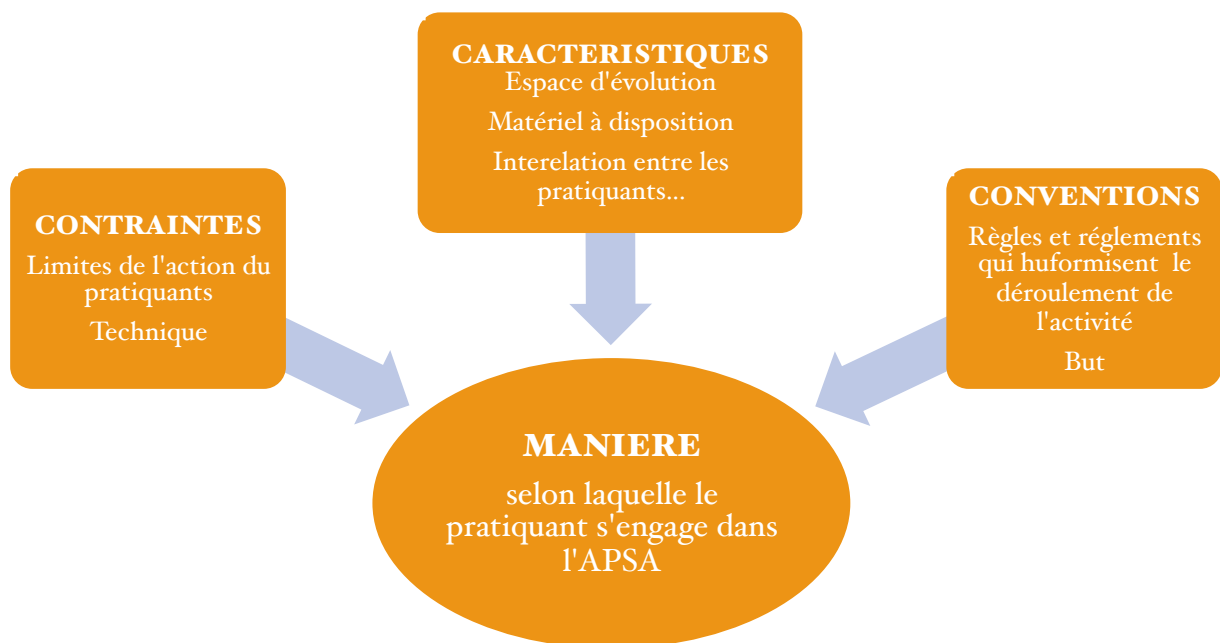 CARACTERISTIQUES
Espace d'évolution
Matériel à disposition
Interelation entre les
pratiquants...
CONTRAINTES
Limites de l'action du
pratiquants
Technique
CONVENTIONS
Règles et réglements
qui huformisent le
déroulement de
l'activité
But
MANIERE
selon laquelle le
pratiquant s'engage dans
l'APSA